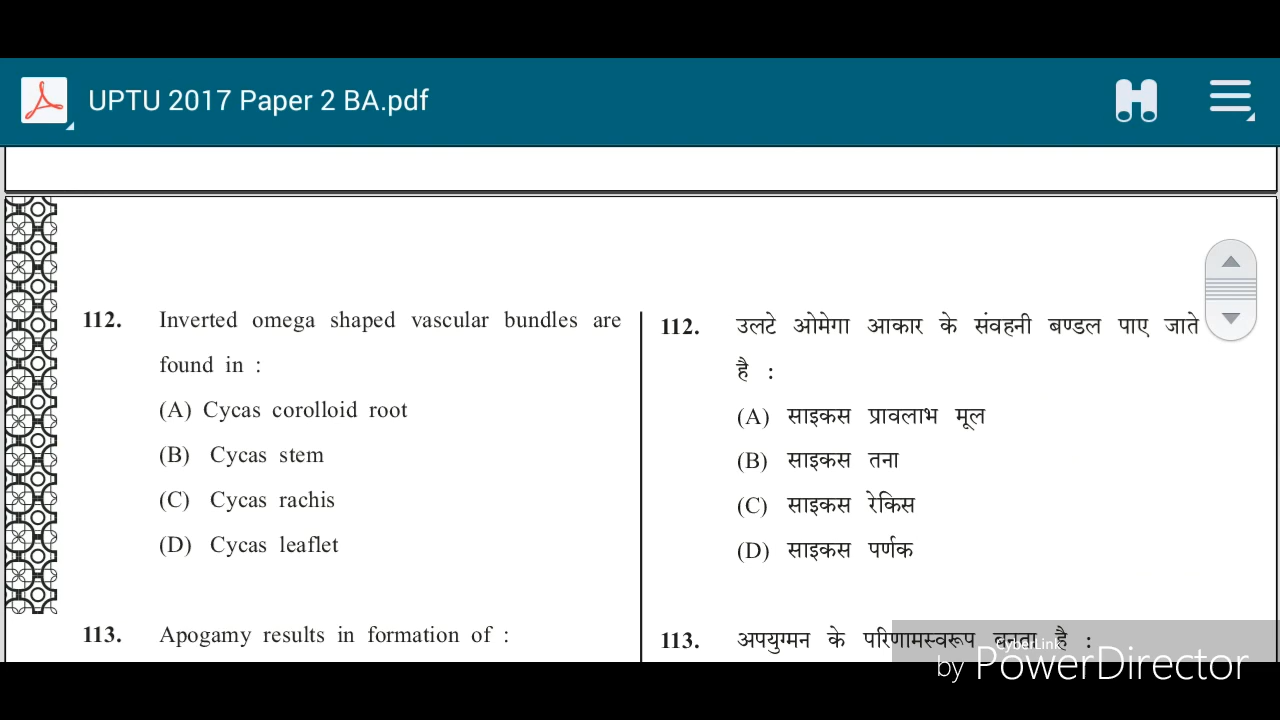 UPTU 2017 Paper 2 BA.pdf
112. Inverted omega shaped vascular bundles are
found in :
(A) Cycas corolloid root
(B) Cycas stem
(C) Cycas rachis
(D) Cycas leaflet
113. Apogamy results in formation of :
112. उलटे ओमेगा आकार के संवहनी बण्डल पाए जाते
है :
(A) साइकस प्रावलाभ मूल
(B) साइकस तना
(C) साइकस रेकिस
(D) साइकस पर्णक
113. अपयुग्मन के परिणामस्वरूप बनता है :
CyberLink
by PowerDirector